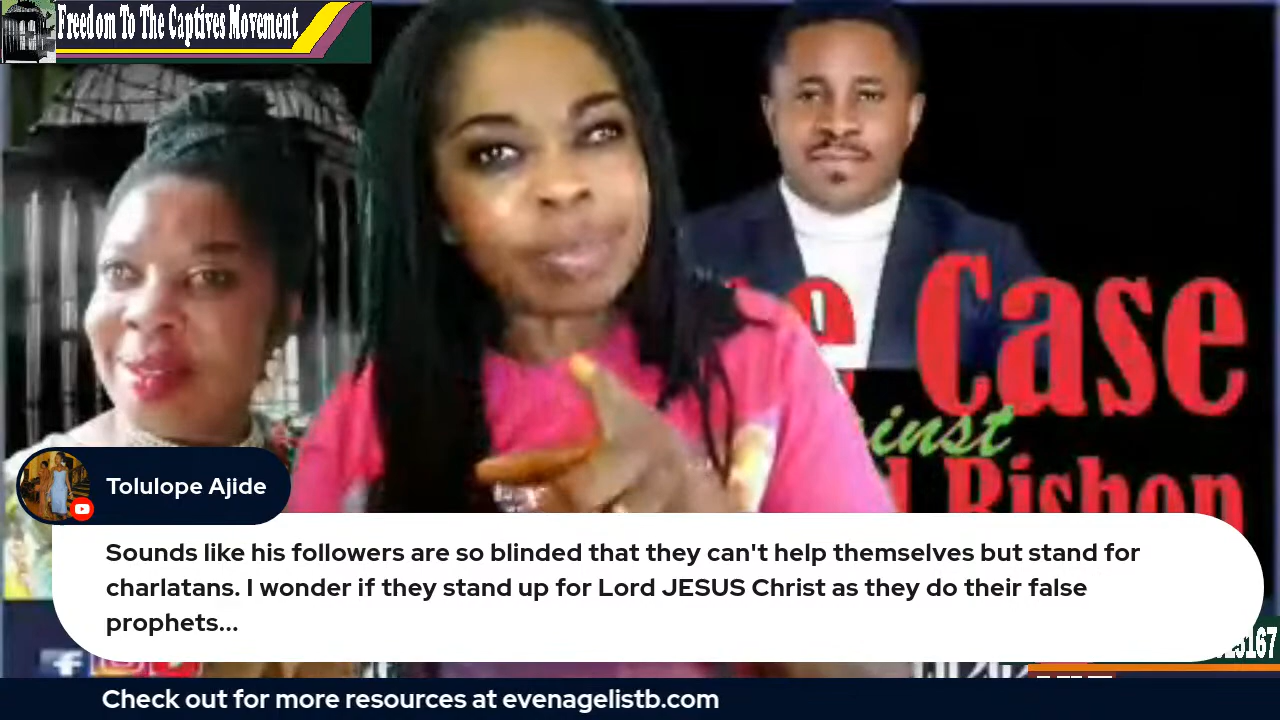 Freedom To The Captives Movement
Case
Tolulope Ajide
Sounds like his followers are so blinded that they can't help themselves but stand for
charlatans. I wonder if they stand up for Lord JESUS Christ as they do their false
prophets...
Check out for more resources at evenagelistb.com